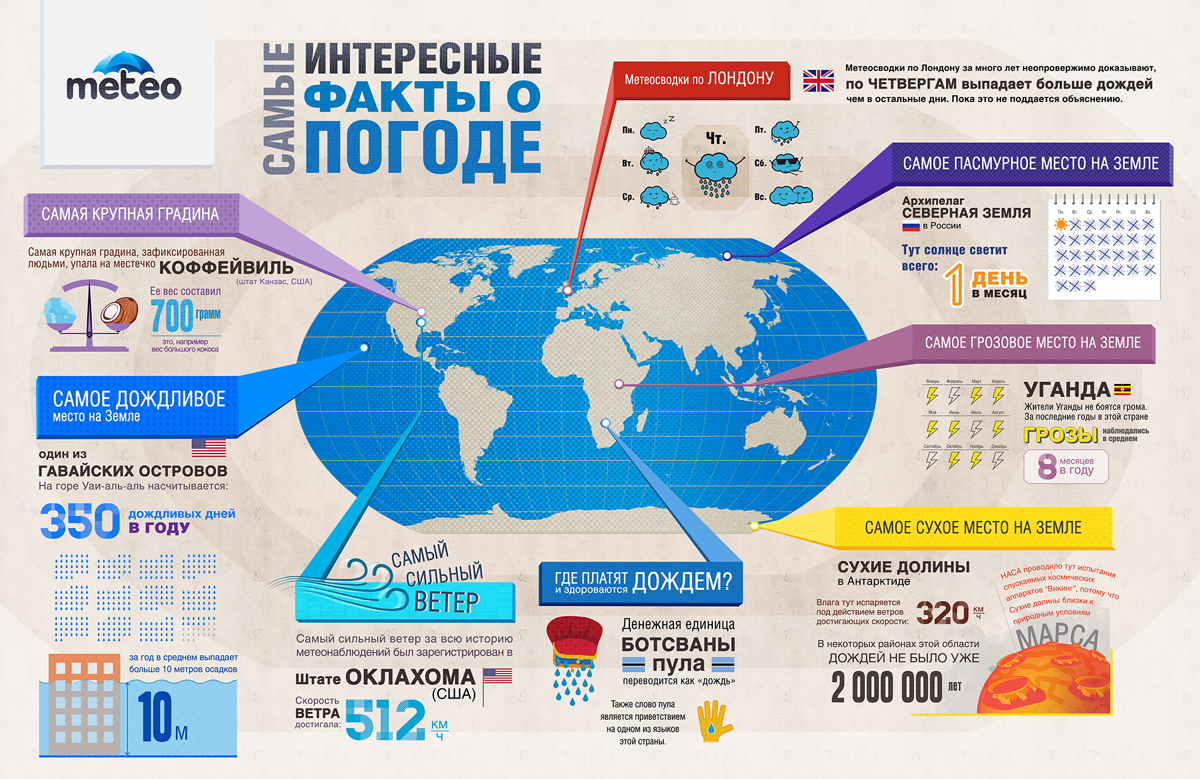 meteo
САМЫЕ
ИНТЕРЕСНЫЕ
ФАКТЫ О
ПОГОДЕ
Метеосводки по ЛОНДОНУ
Метеосводки по Лондону за много лет неопровержимо доказывают,
по ЧЕТВЕРГАМ выпадает больше дождей
чем в остальные дни. Пока это не поддается объяснению.
Пн.
Вт.
Ср.
Чт.
Пт.
Сб.
Вс.
z z
САМОЕ ПАСМУРНОЕ МЕСТО НА ЗЕМЛЕ
Архипелаг
СЕВЕРНАЯ ЗЕМЛЯ
в России
Тут солнце светит
всего:
1 ДЕНЬ
В МЕСЯЦ
Пн. Вт. Ср. Чт. Пт. Сб. Вс.
САМАЯ КРУПНАЯ ГРАДИНА
Самая крупная градина, зафиксированная
людьми, упала на местечко КОФФЕЙВИЛЬ
(штат Канзас, США)
Ее вес составил
700 грамм
это, например
вес большого кокоса
САМОЕ ДОЖДЛИВОЕ
место на Земле
один из
ГАВАЙСКИХ ОСТРОВОВ
На горе Уаи-аль-аль насчитывается:
350 дождливых дней
В ГОДУ
за год в среднем выпадает
больше 10 метров осадков
10 М
САМОЕ ГРОЗОВОЕ МЕСТО НА ЗЕМЛЕ
Январь Февраль Март Апрель
Май Июнь Июль Август
Сентябрь Октябрь Ноябрь Декабрь
УГАНДА
Жители Уганды не боятся грома.
За последние годы в этой стране
ГРОЗЫ наблюдались
в среднем
8 месяцев
в году
САМОЕ СУХОЕ МЕСТО НА ЗЕМЛЕ
СУХИЕ ДОЛИНЫ
в Антарктиде
Влага тут испаряется
под действием ветров
достигающих скорости:
320 км
ч
В некоторых районах этой области
ДОЖДЕЙ НЕ БЫЛО УЖЕ
2 000 000 лет
НАСА проводило тут испытания
спускаемых космических
аппаратов "Викинг", потому что
Сухие долины близки к
природным условиям
МАРСА
САМЫЙ
СИЛЬНЫЙ
ВЕТЕР
Самый сильный ветер за всю историю
метеонаблюдений был зарегистрирован в
Штате ОКЛАХОМА
(США)
Скорость
ВЕТРА
достигала:
512 км
ч
ГДЕ ПЛАТЯТ
и здороваются ДОЖДЕМ?
Денежная единица
БОТСВАНЫ
пула
переводится как «дождь»
Также слово пула
является приветствием
на одном из языков
этой страны.